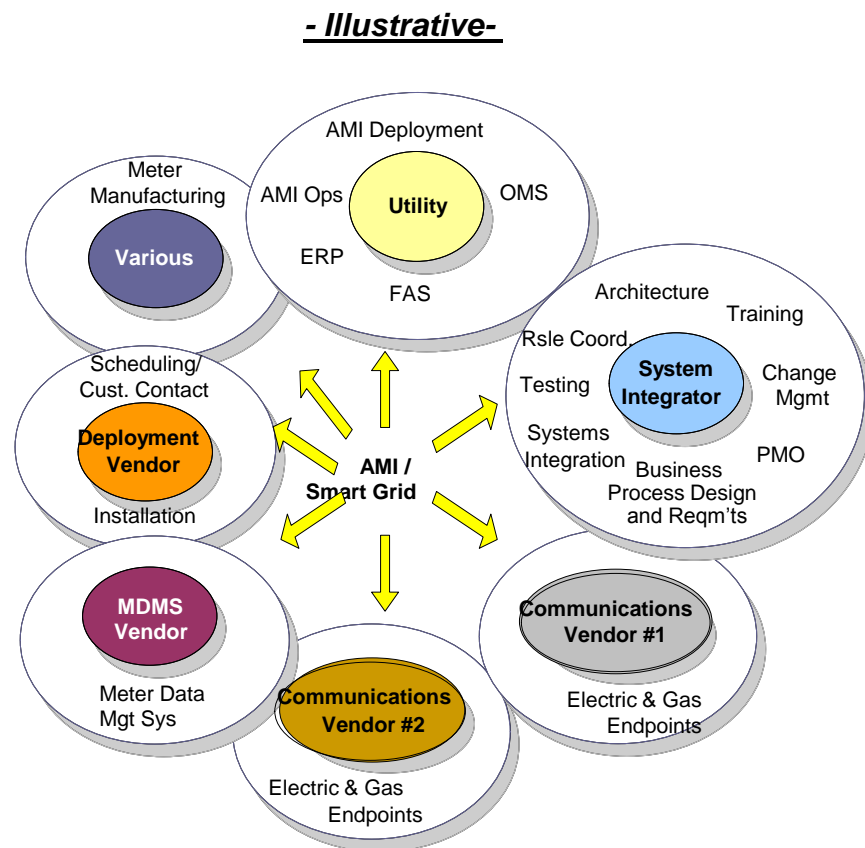 - Illustrative-
AMI Deployment
AMI Ops
Utility
OMS
ERP
FAS
Meter
Manufacturing
Various
Architecture
Training
Rsle Coord.
System
Integrator
Testing
Change
Mgmt
Systems
Integration
PMO
Business
Process Design
and Reqm'ts
Scheduling/
Cust. Contact
Deployment
Vendor
Installation
AMI /
Smart Grid
MDMS
Vendor
Meter Data
Mgt Sys
Communications
Vendor #1
Electric & Gas
Endpoints
Communications
Vendor #2
Electric & Gas
Endpoints